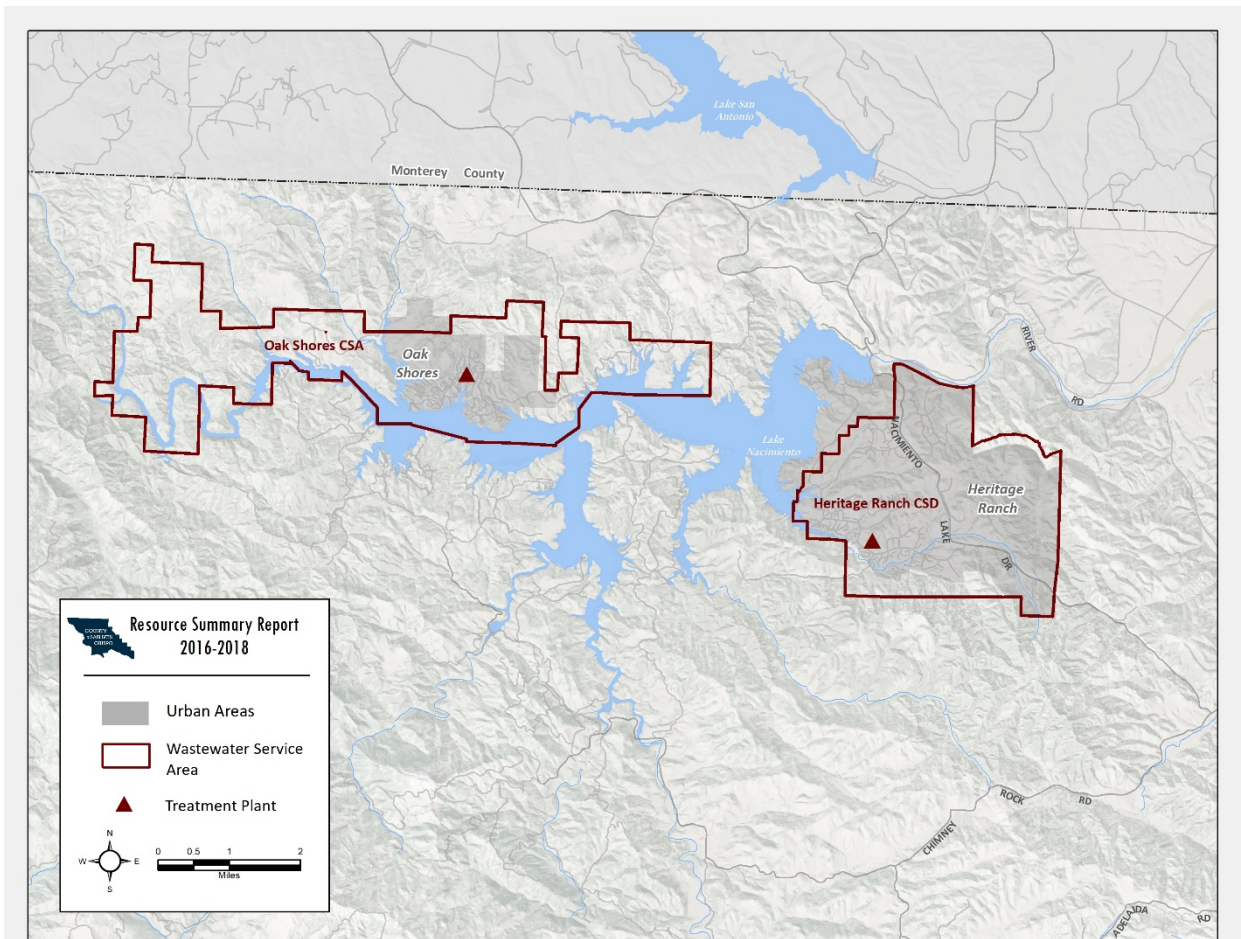 Lake San
Antonio
Monterey County
RIVER
RD
Oak Shores CSA
Oak
Shores
NACIMIENTO
Lake
Nacimiento
Heritage
Ranch
Heritage Ranch CSD
LAKE
DR
Resource Summary Report
2016-2018
Urban Areas
Wastewater Service
Area
Treatment Plant
N
W
E
S
0 0.5 1 2
Miles
CHIMNEY
ROCK
RD
ADELAIDA
RD